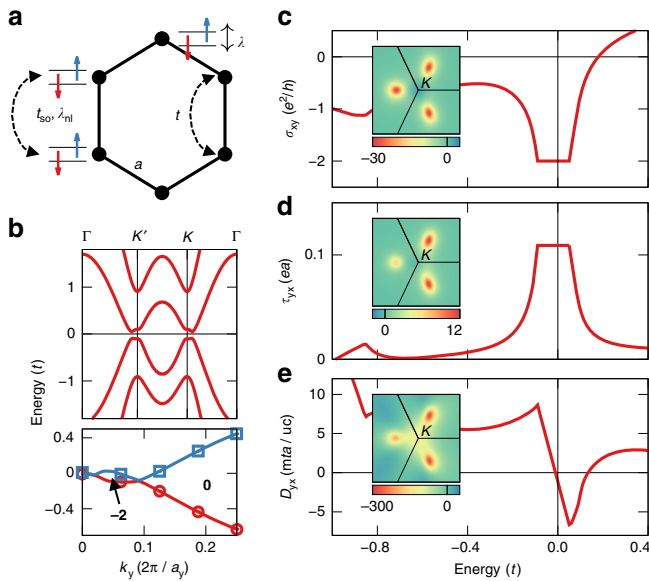 a
λ
t_so, λ_nl
t
a
b
Γ K′ K Γ
1
0
−1
Energy (t)
0.4
0
−0.4
−2
0
0 0.1 0.2
k_y (2π / a_y)
c
0
−1
−2
σ_xy (e²/h)
K
−30 0
d
0.1
0
τ_yx (ea)
K
0 12
e
10
5
0
−5
D_yx (mta / uc)
K
−300 0
−0.8 −0.4 0.0 0.4
Energy (t)